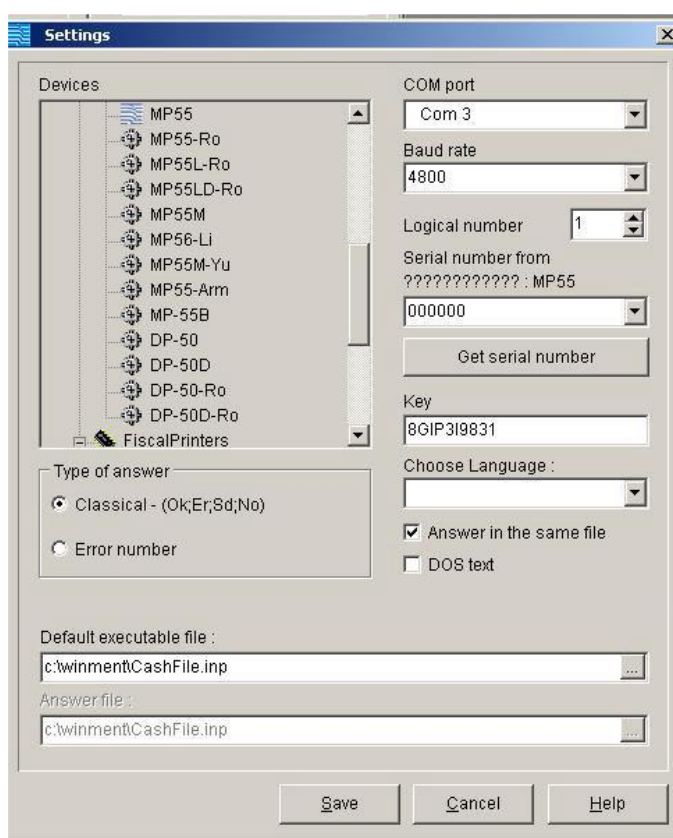 Settings
Devices
MP55
MP55-Ro
MP55L-Ro
MP55LD-Ro
MP55M
MP56-Li
MP55M-Yu
MP55-Arm
MP-55B
DP-50
DP-50D
DP-50-Ro
DP-50D-Ro
FiscalPrinters
COM port
Com 3
Baud rate
4800
Logical number 1
Serial number from
???????????? : MP55
000000
Get serial number
Key
8GIP3I9831
Choose Language :
Answer in the same file
DOS text
Type of answer
Classical - (Ok;Er;Sd;No)
Error number
Default executable file :
c:\winment\CashFile.inp
...
Answer file :
c:\winment\CashFile.inp
...
Save Cancel Help